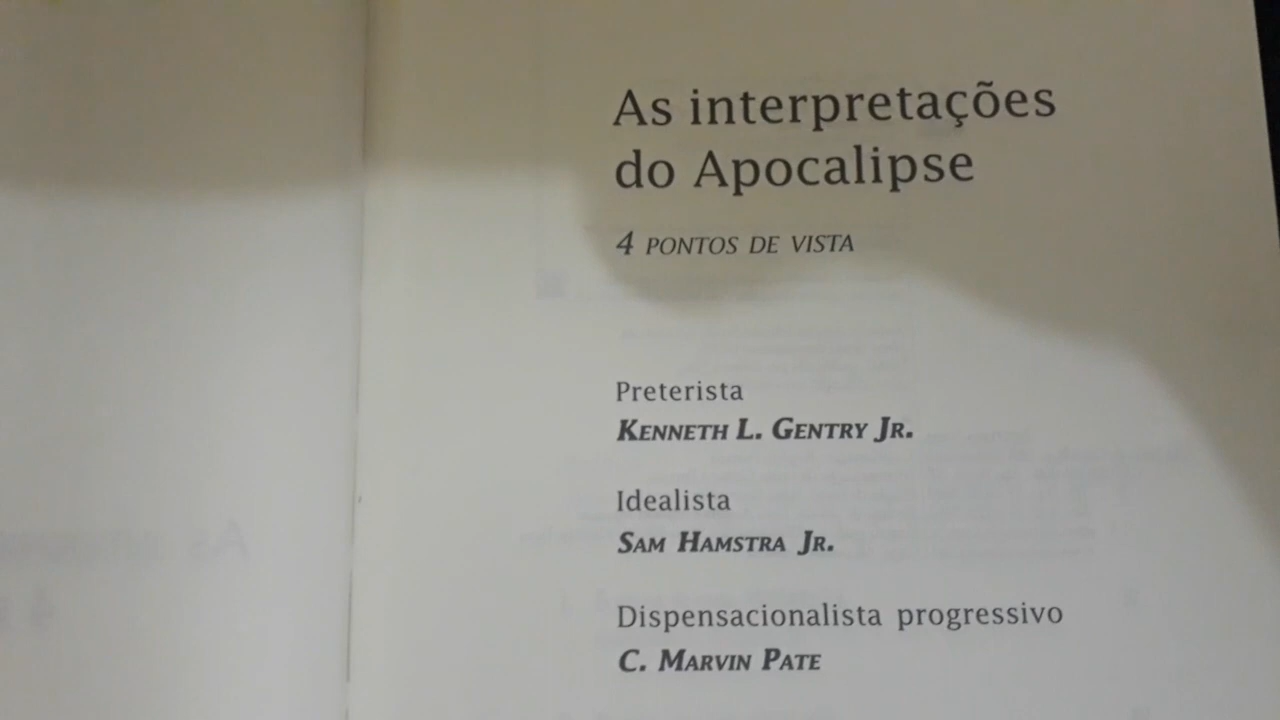 As interpretações
do Apocalipse
4 PONTOS DE VISTA
Preterista
KENNETH L. GENTRY JR.
Idealista
SAM HAMSTRA JR.
Dispensacionalista progressivo
C. MARVIN PATE